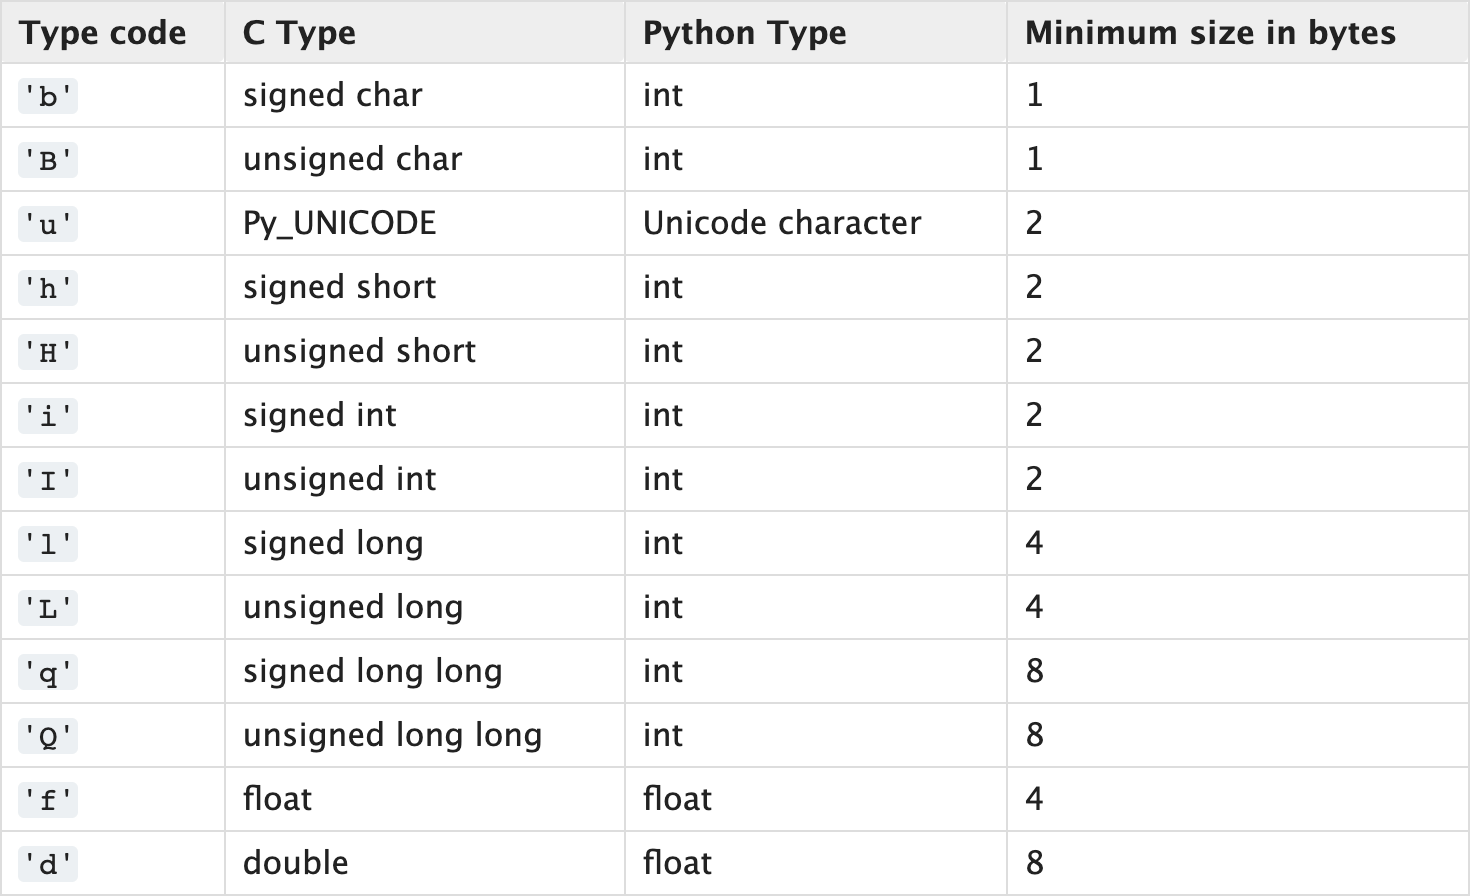 Type code C Type Python Type Minimum size in bytes
'b' signed char int 1
'B' unsigned char int 1
'u' Py_UNICODE Unicode character 2
'h' signed short int 2
'H' unsigned short int 2
'i' signed int int 2
'I' unsigned int int 2
'l' signed long int 4
'L' unsigned long int 4
'q' signed long long int 8
'Q' unsigned long long int 8
'f' float float 4
'd' double float 8